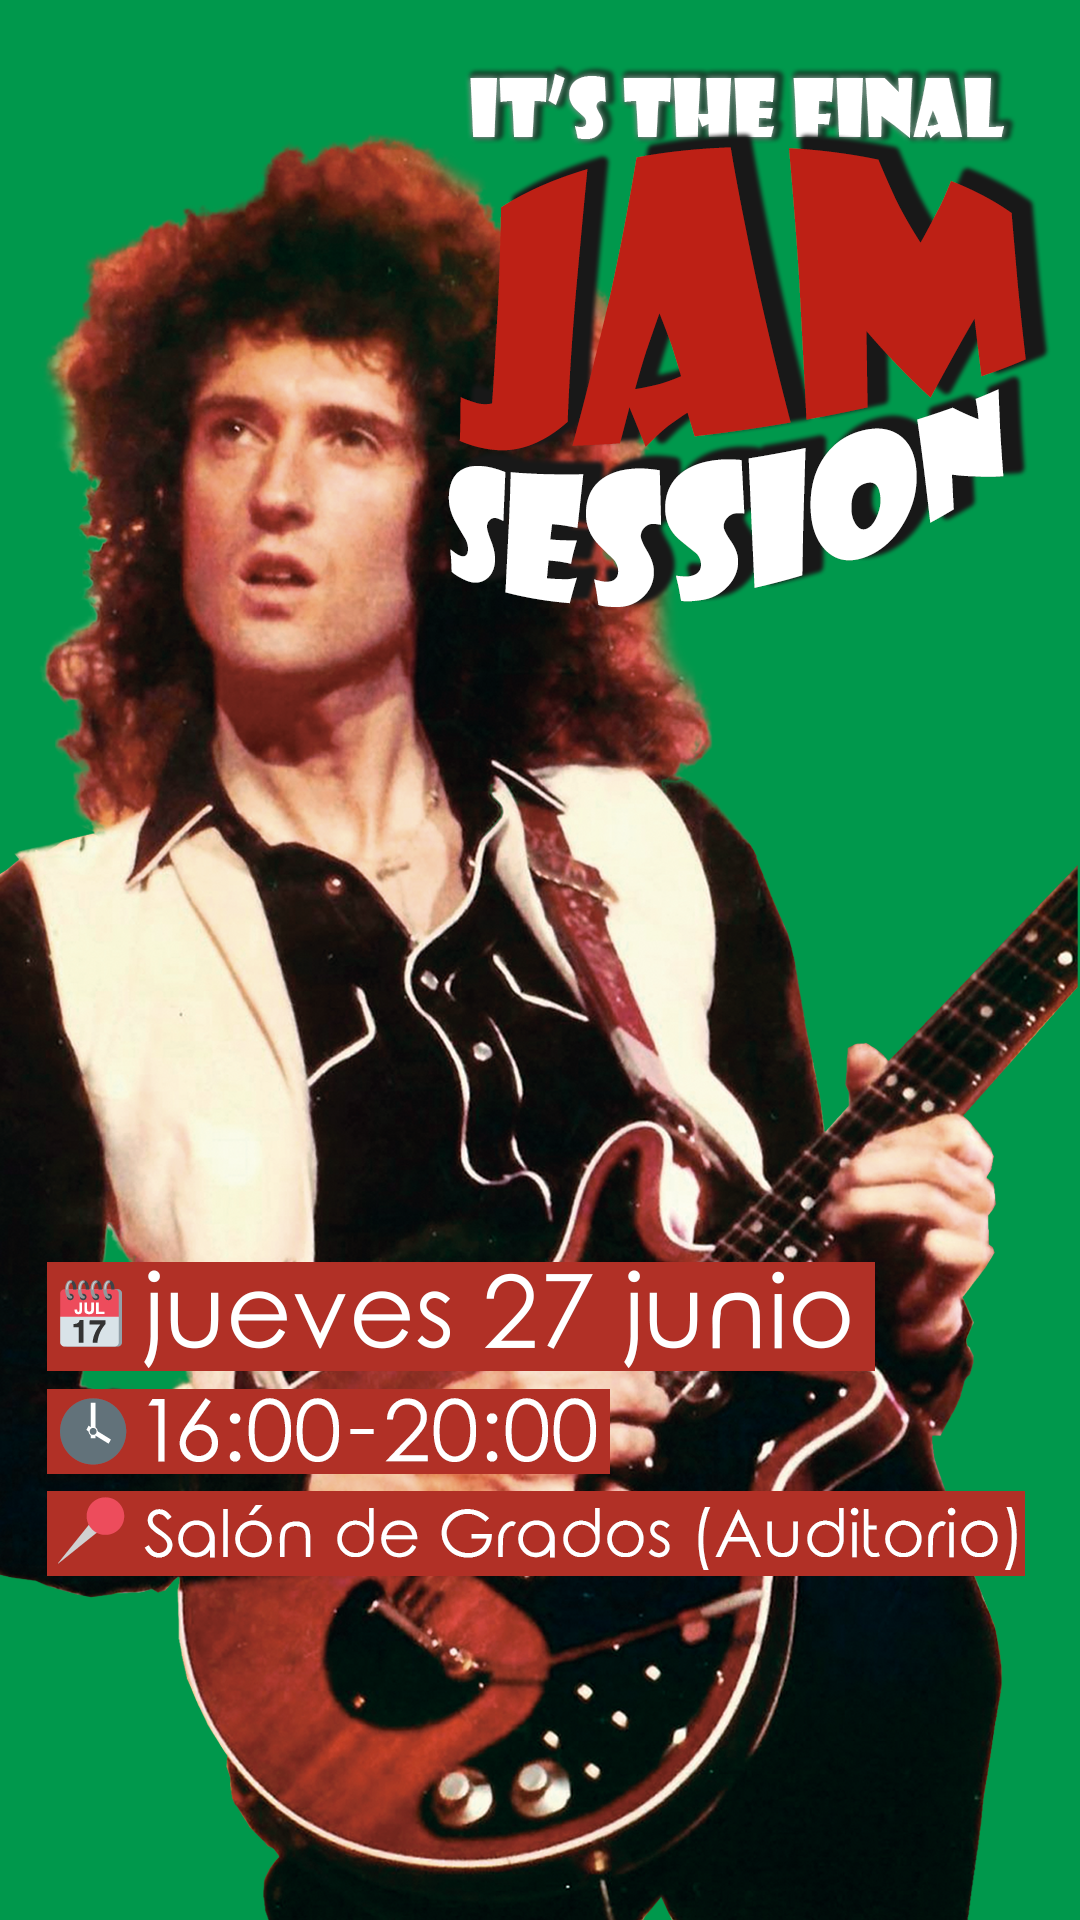 IT'S THE FINAL
JAM
SESSION
JUL
17
jueves 27 junio
16:00-20:00
Salón de Grados (Auditorio)